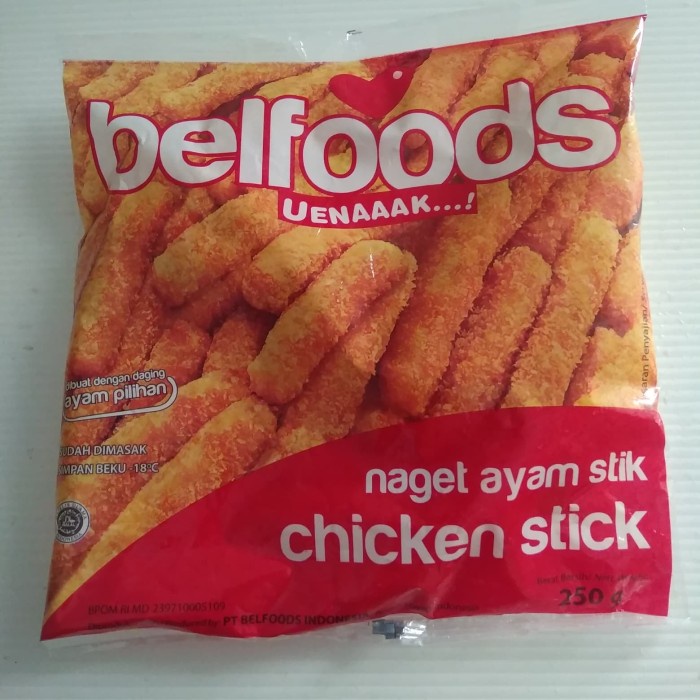 belfoods
UENAAAK...!
dibuat dengan daging
ayam pilihan
SUDAH DIMASAK
SIMPAN BEKU -18°C
naget ayam stik
chicken stick
250 g
BPOM RI MD
PT BELFOODS INDONESIA